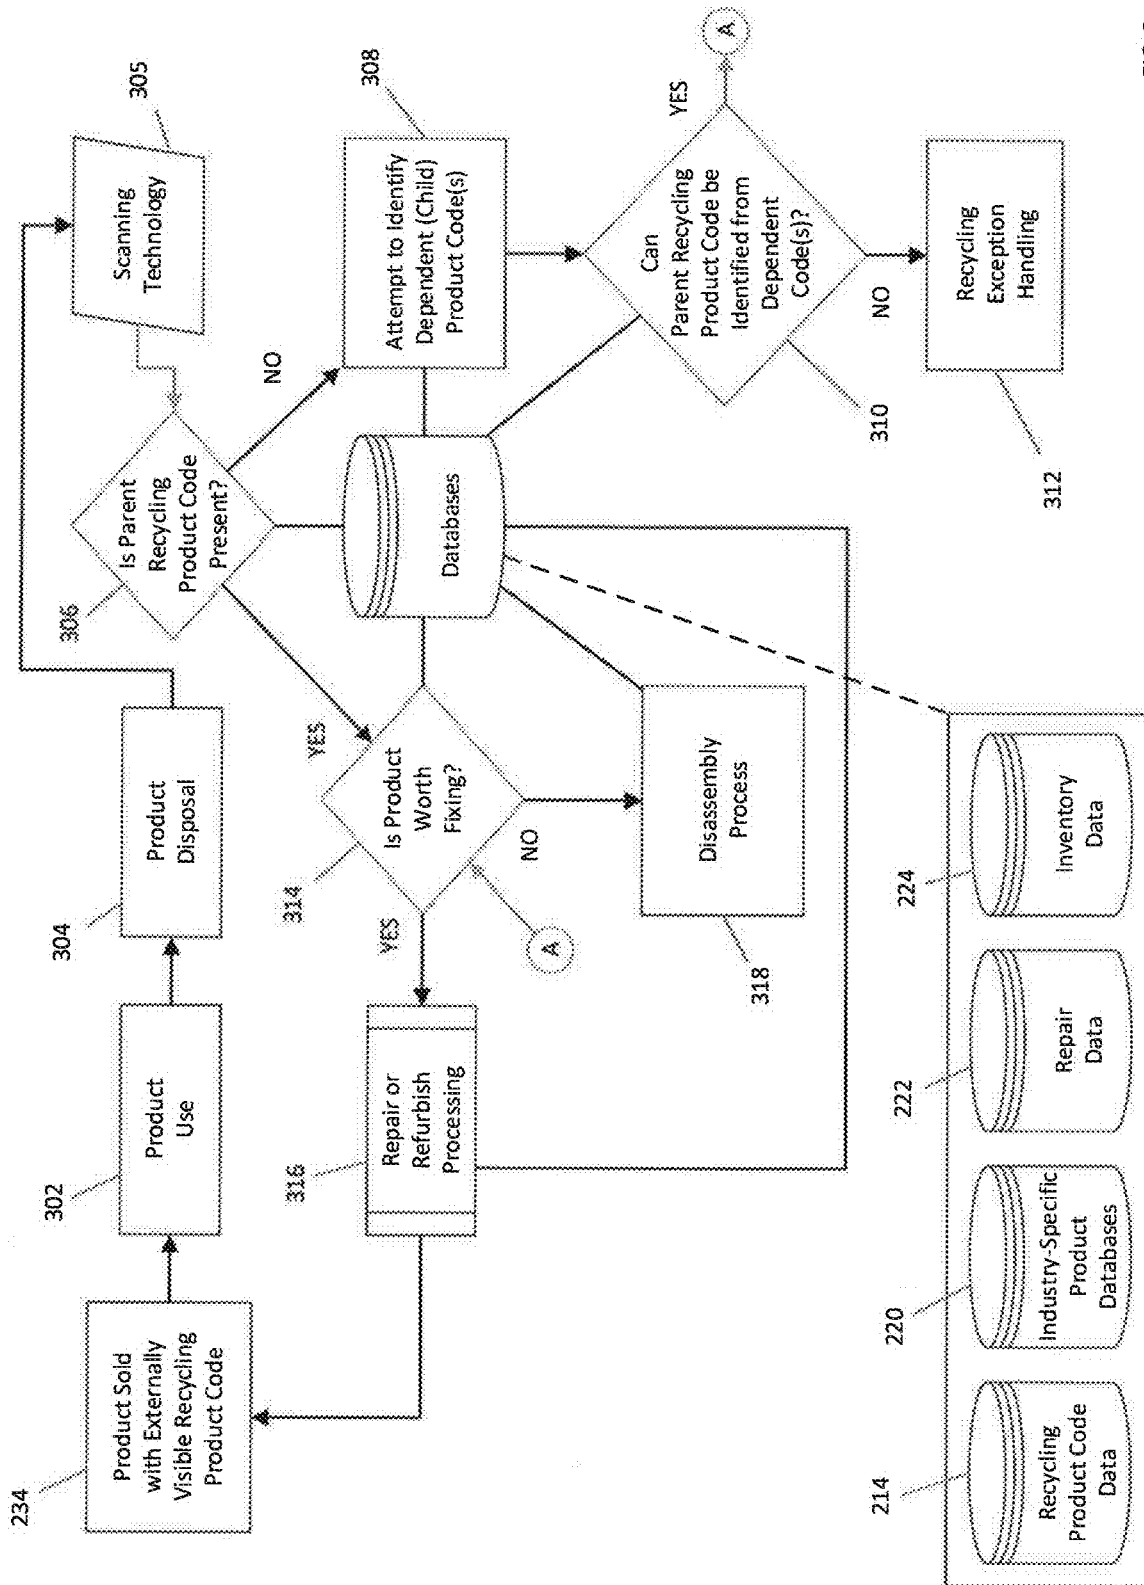 234
Product Sold
with Externally
Visible Recycling
Product Code
302
Product
Use
304
Product
Disposal
305
Scanning
Technology
306
Is Parent
Recycling
Product Code
Present?
YES
NO
308
Attempt to Identify
Dependent (Child)
Product Code(s)
316
Repair or
Refurbish
Processing
YES
314
Is Product
Worth
Fixing?
NO
A
Databases
310
Can
Parent Recycling
Product Code be
Identified from
Dependent
Code(s)?
YES
A
NO
318
Disassembly
Process
312
Recycling
Exception
Handling
214
Recycling
Product Code
Data
220
Industry-Specific
Product
Databases
222
Repair
Data
224
Inventory
Data